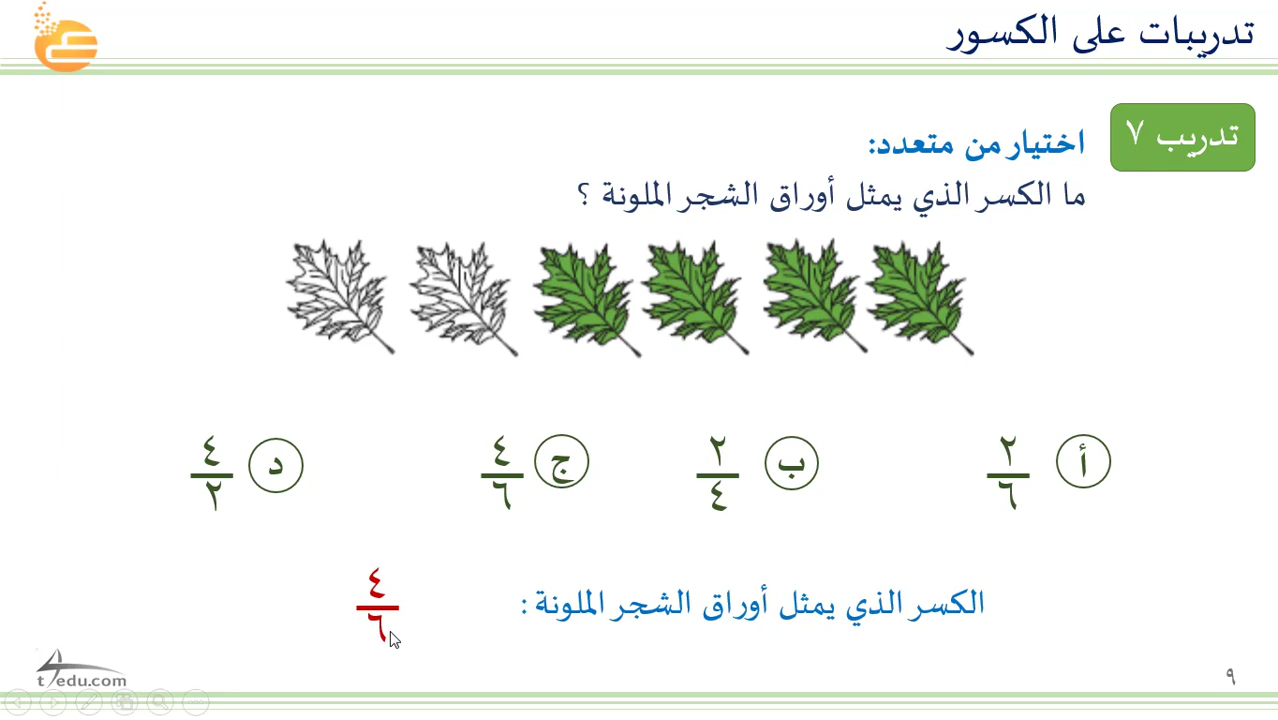 تدريبات على الكسور
تدريب ٧
اختيار من متعدد:
ما الكسر الذي يمثل أوراق الشجر الملونة ؟
أ ٢/٦ ب ٢/٤ ج ٤/٦ د ٤/٢
الكسر الذي يمثل أوراق الشجر الملونة : ٤/٦
t4edu.com
٩